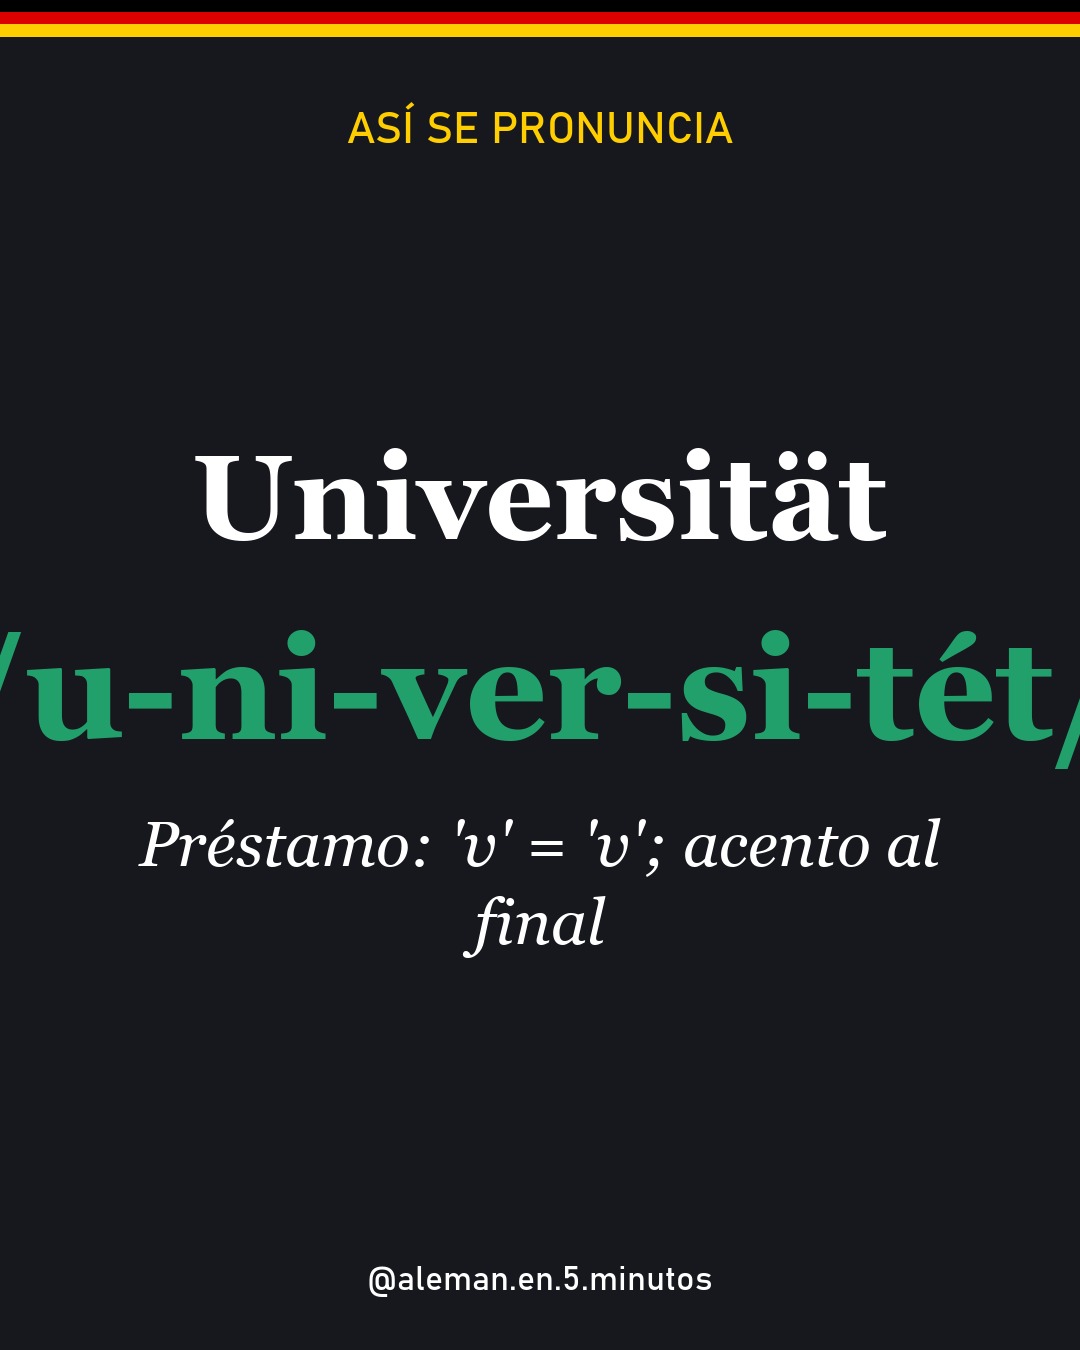 ASÍ SE PRONUNCIA
Universität
/u-ni-ver-si-tét/
Préstamo: 'v' = 'v'; acento al
final
@aleman.en.5.minutos